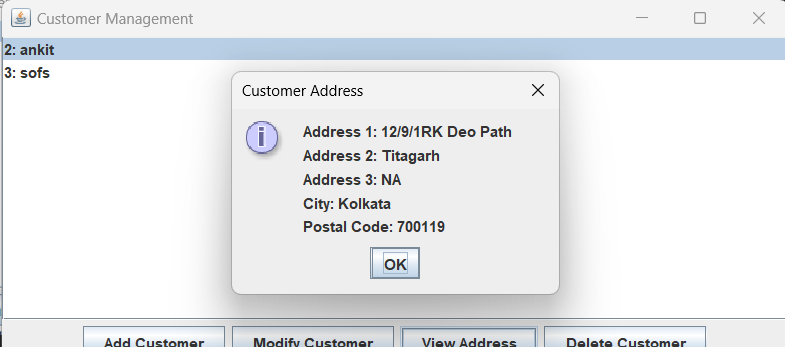 Customer Management
2: ankit
3: sofs
Customer Address
i
Address 1: 12/9/1RK Deo Path
Address 2: Titagarh
Address 3: NA
City: Kolkata
Postal Code: 700119
OK
Add Customer Modify Customer View Address Delete Customer